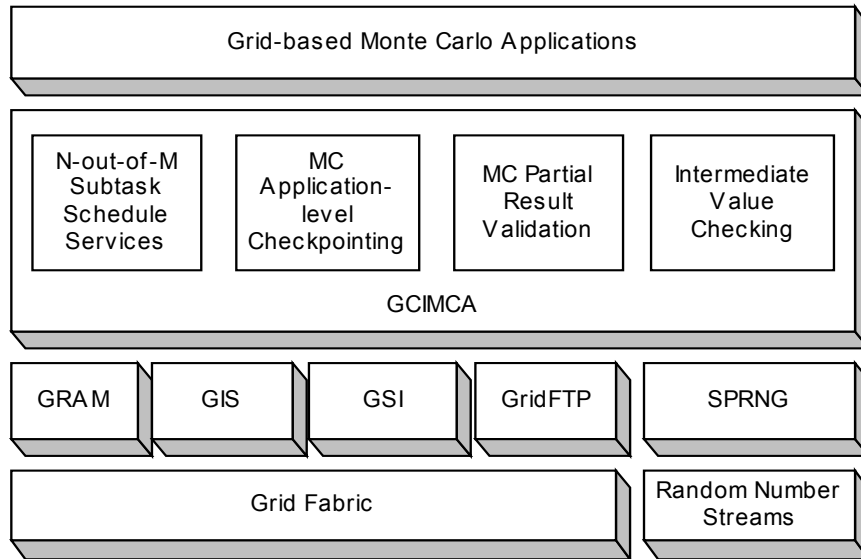 Grid-based Monte Carlo Applications
N-out-of-M
Subtask
Schedule
Services
MC
Application-
level
Checkpointing
MC Partial
Result
Validation
Intermediate
Value
Checking
GCIMCA
GRAM
GIS
GSI
GridFTP
SPRNG
Grid Fabric
Random Number
Streams